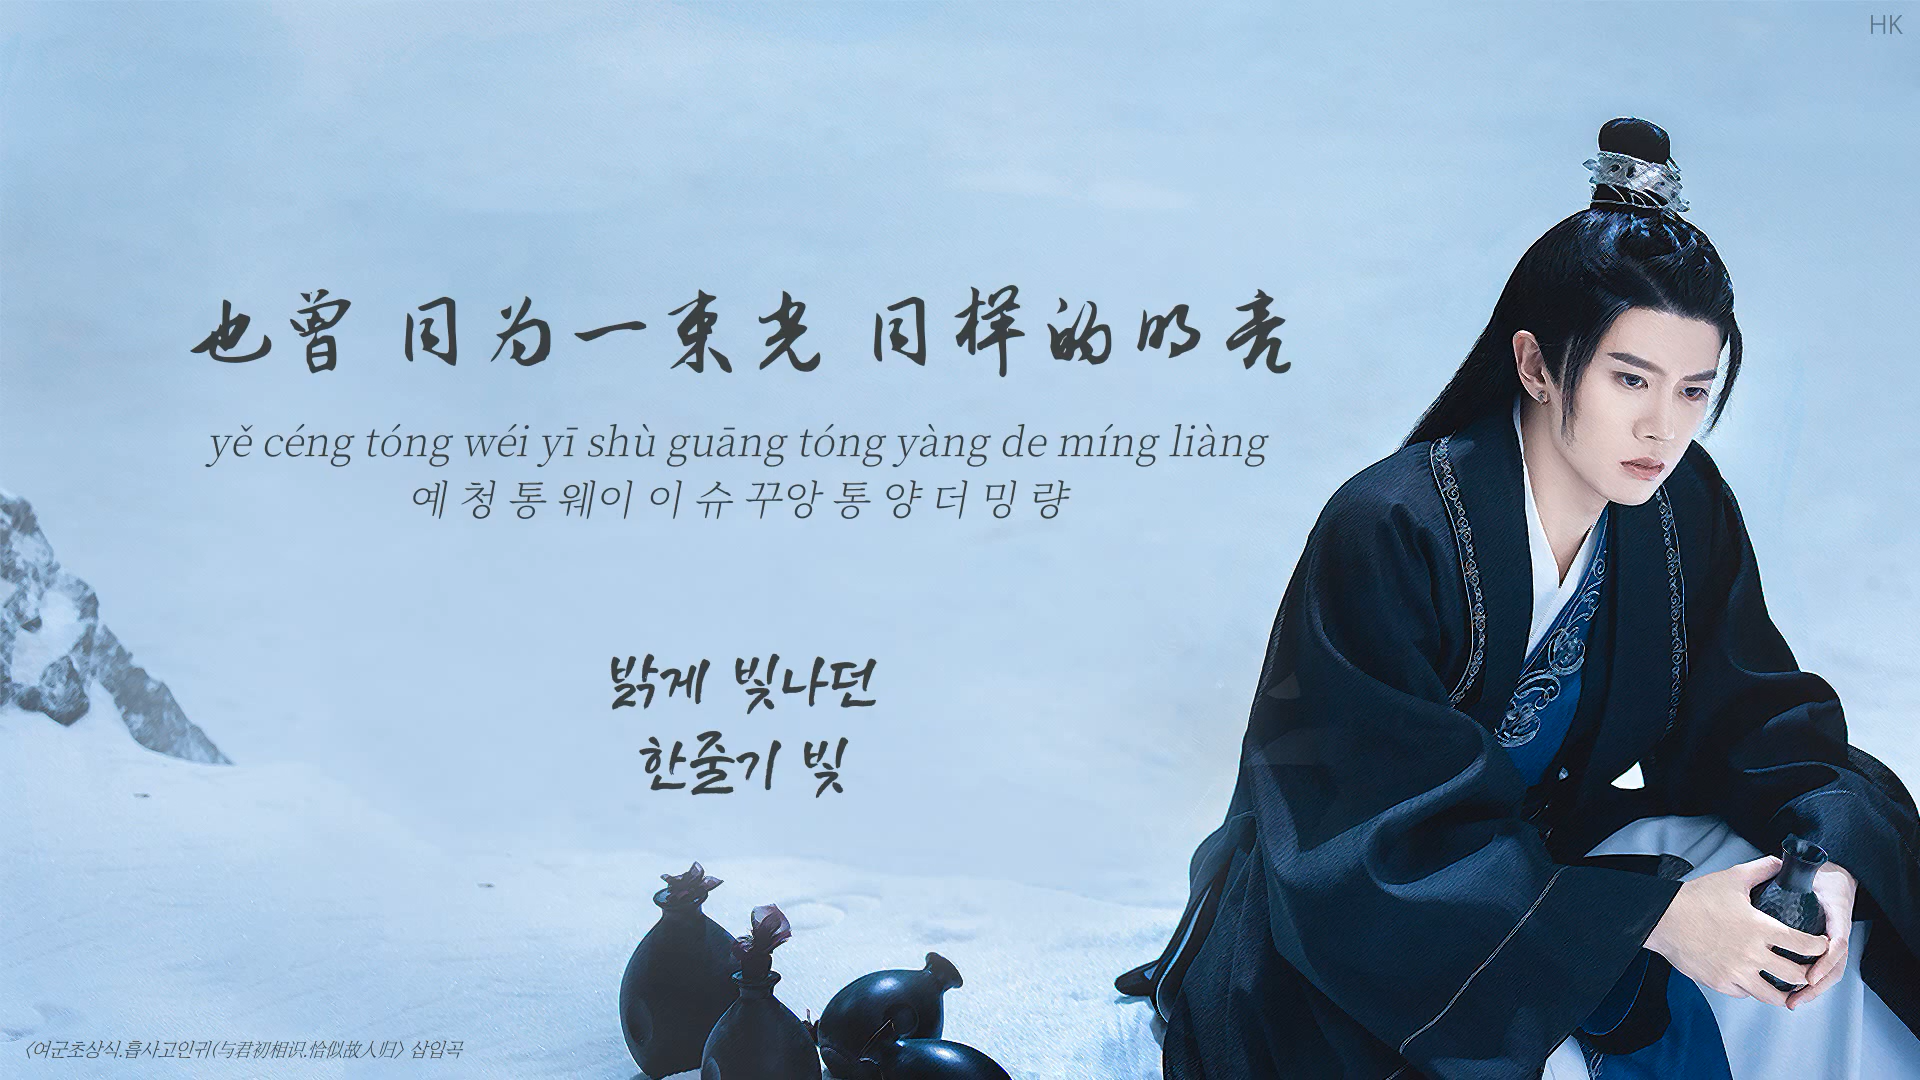 HK
也曾 同为一束光 同样的明亮
yě céng tóng wéi yī shù guāng tóng yàng de míng liàng
예 청 통 웨이 이 슈 꾸앙 통 양 더 밍 량
밝게 빛나던
한줄기 빛
<여군초상식.흡사고인귀(与君初相识.恰似故人归> 삽입곡